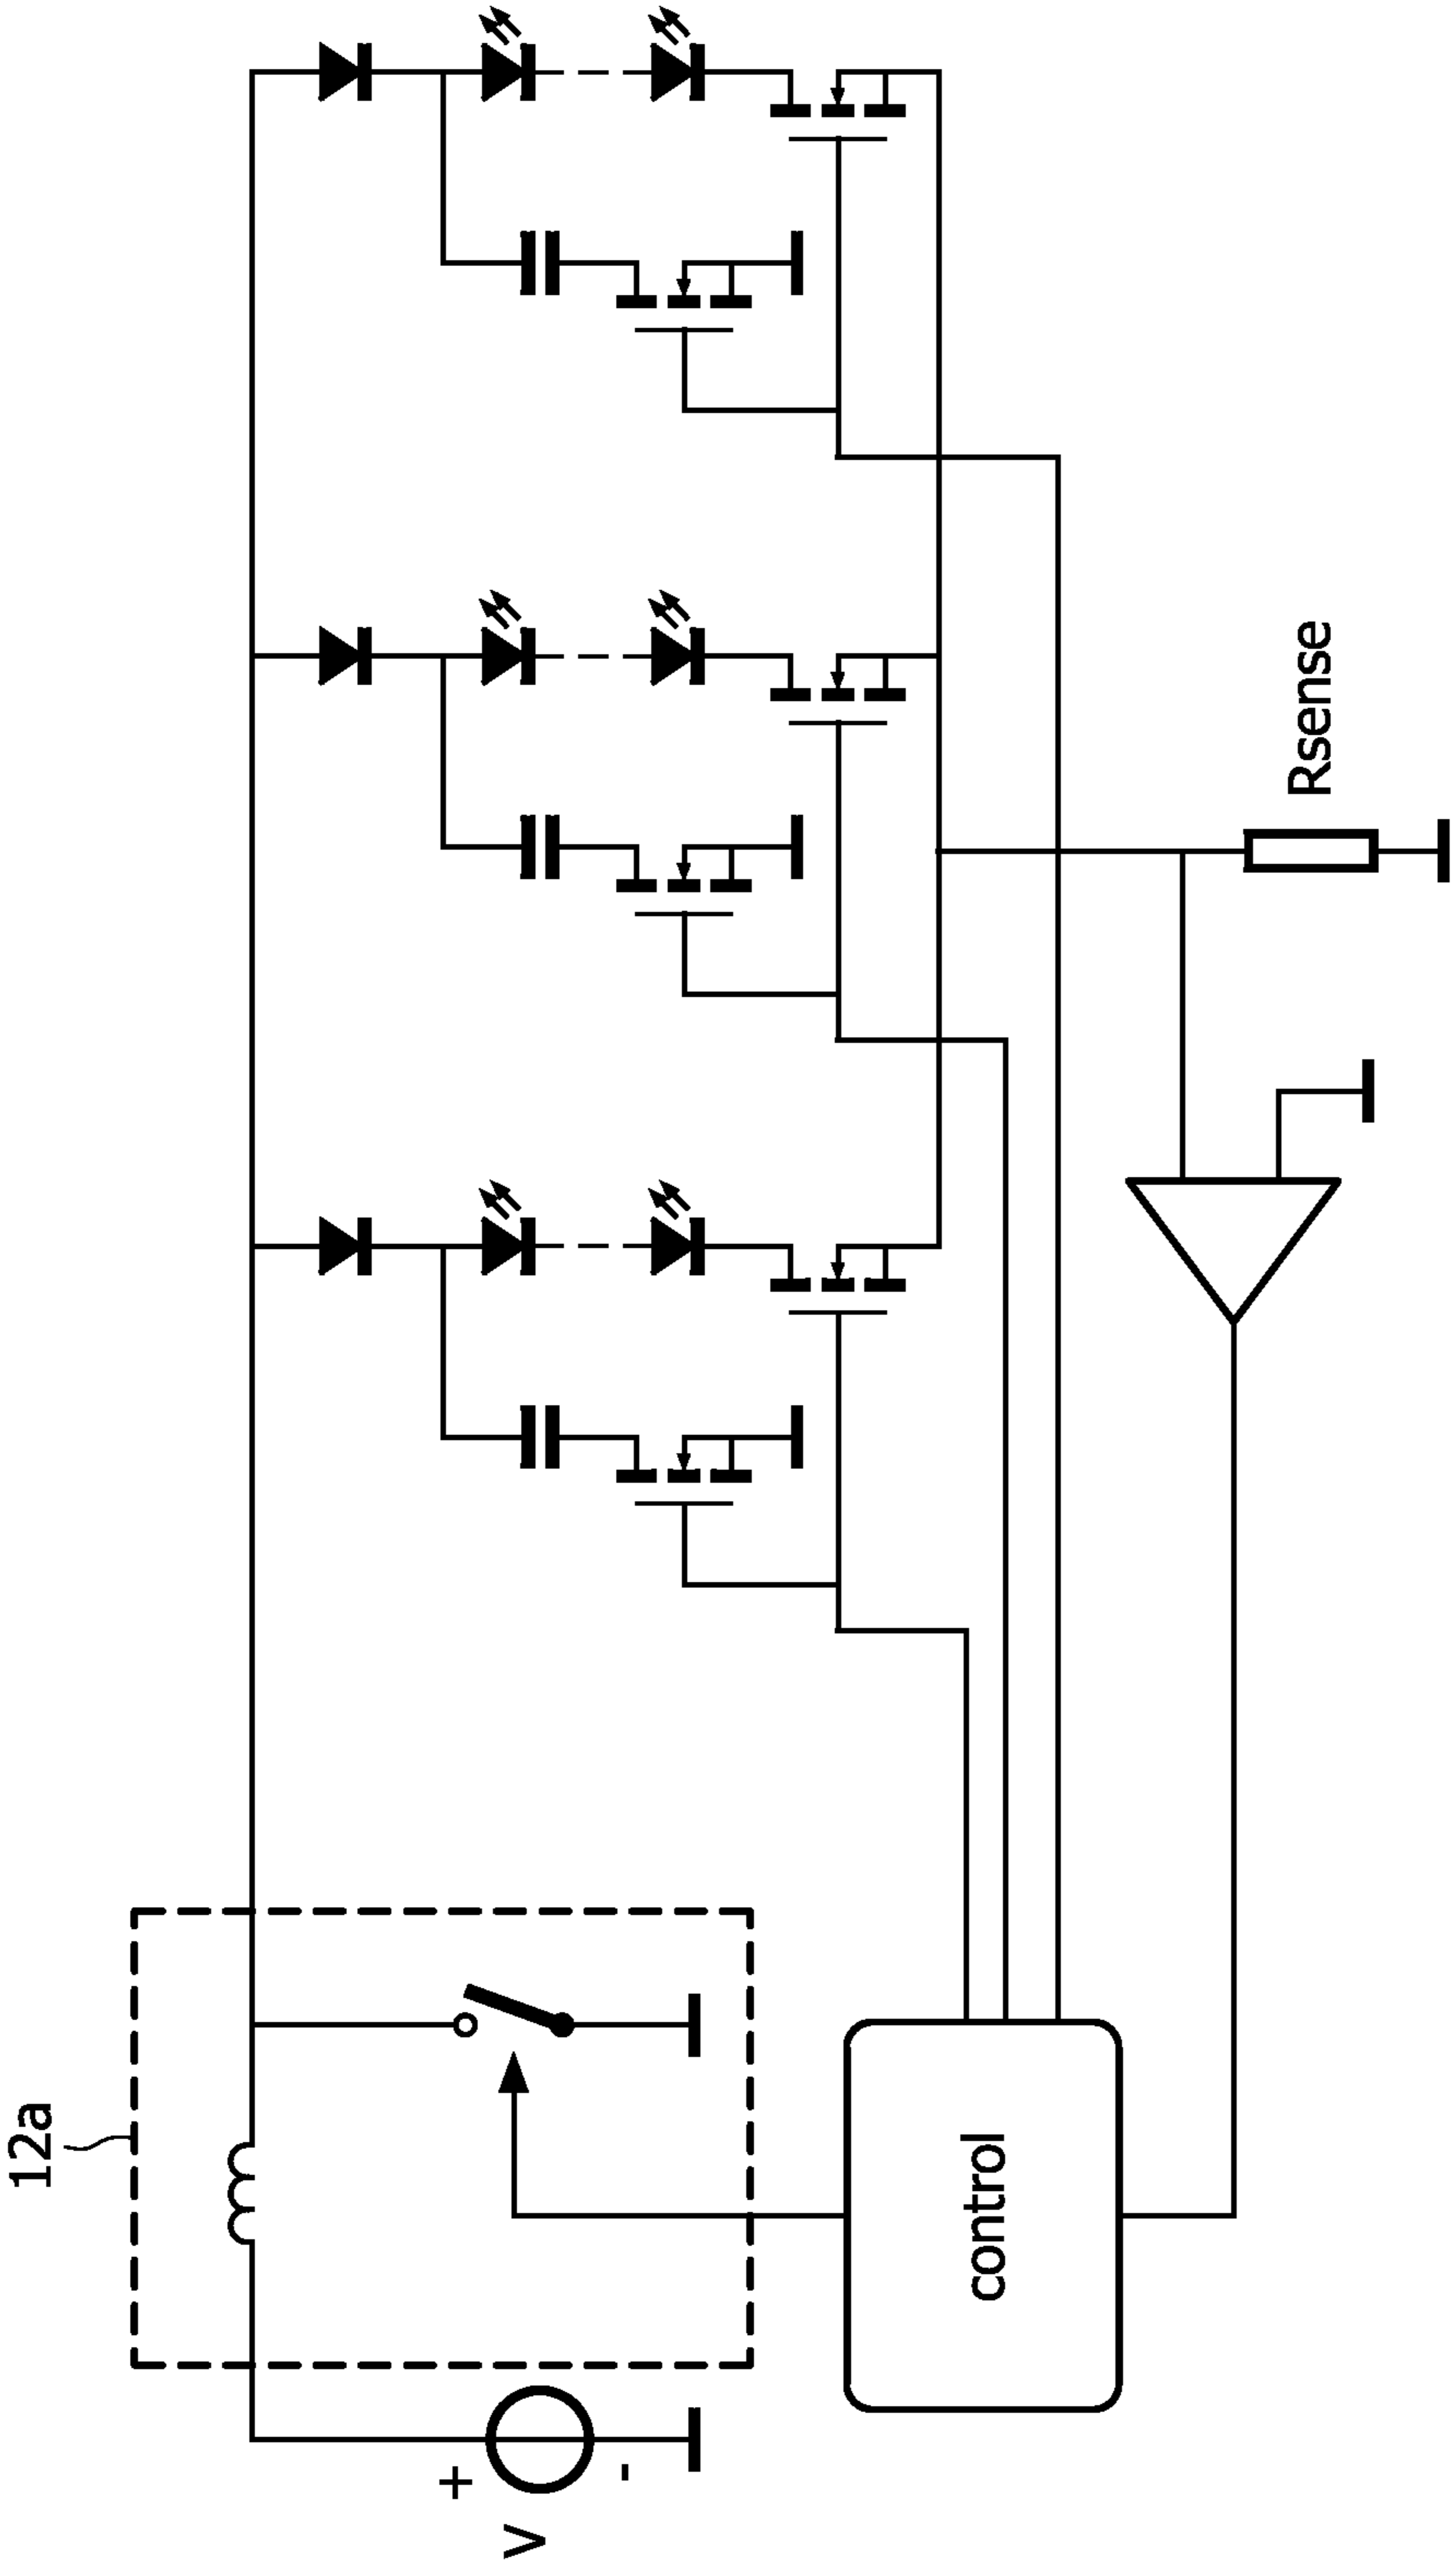 12a
V
+
-
control
Rsense